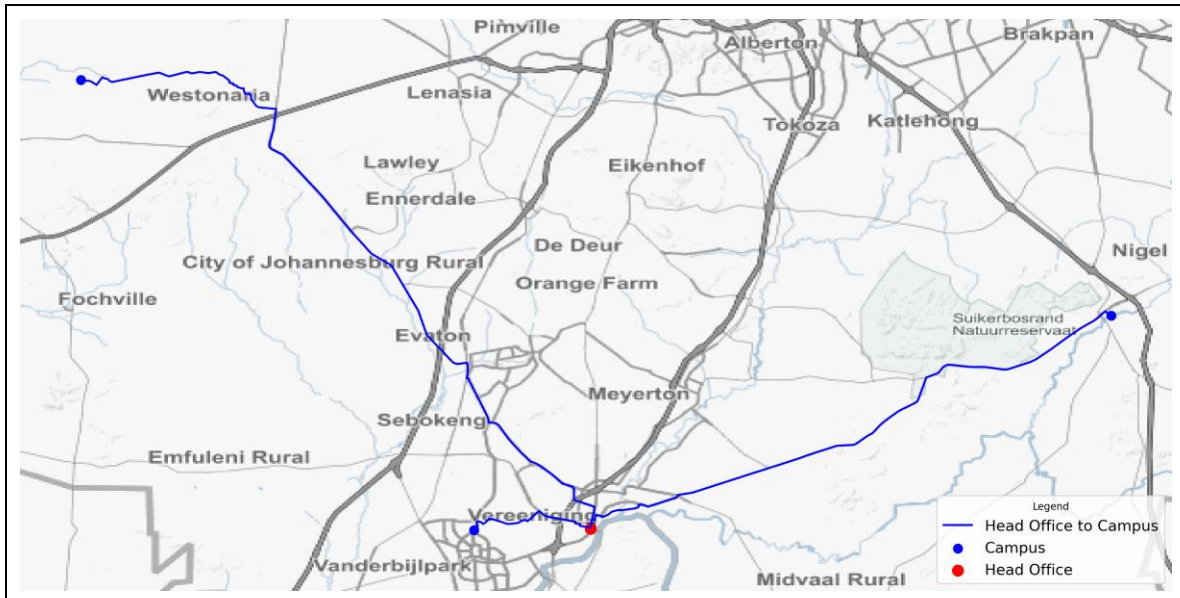 Pimville
Alberton
Brakpan
Westonaria
Lenasia
Tokoza
Katlehong
Lawley
Eikenhof
Ennerdale
De Deur
Nigel
City of Johannesburg Rural
Orange Farm
Fochville
Suikerbosrand
Natuurreservaat
Evaton
Meyerton
Sebokeng
Emfuleni Rural
Vereeniging
Vanderbijlpark
Midvaal Rural
Legend
Head Office to Campus
Campus
Head Office